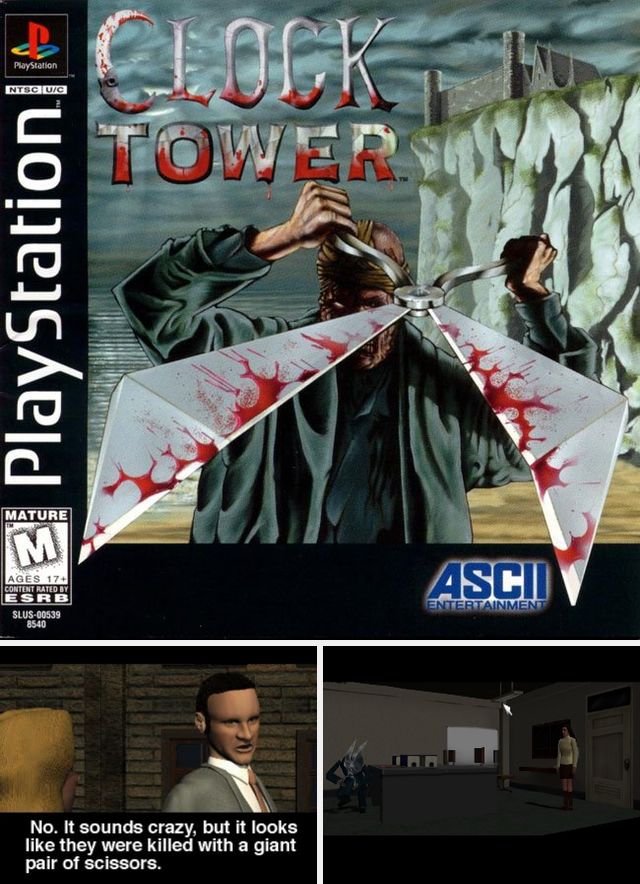 PlayStation
NTSC U/C
PlayStation
CLOCK
TOWER
MATURE
M
AGES 17+
CONTENT RATED BY
ESRB
SLUS-00539
8540
ASCII
ENTERTAINMENT
No. It sounds crazy, but it looks
like they were killed with a giant
pair of scissors.